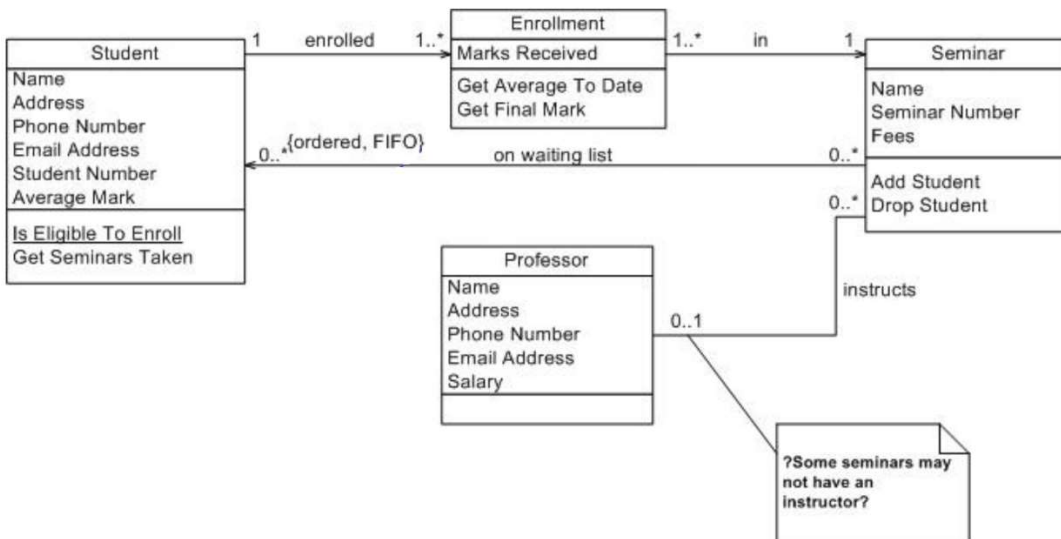 Enrollment
Student
1 enrolled 1..*
Marks Received
1..* in 1
Seminar
Name
Address
Phone Number
Email Address
Student Number
Average Mark
Is Eligible To Enroll
Get Seminars Taken
Get Average To Date
Get Final Mark
Name
Seminar Number
Fees
Add Student
Drop Student
{ordered, FIFO}
0..* on waiting list 0..*
0..*
instructs
0..1
Professor
Name
Address
Phone Number
Email Address
Salary
?Some seminars may
not have an
instructor?